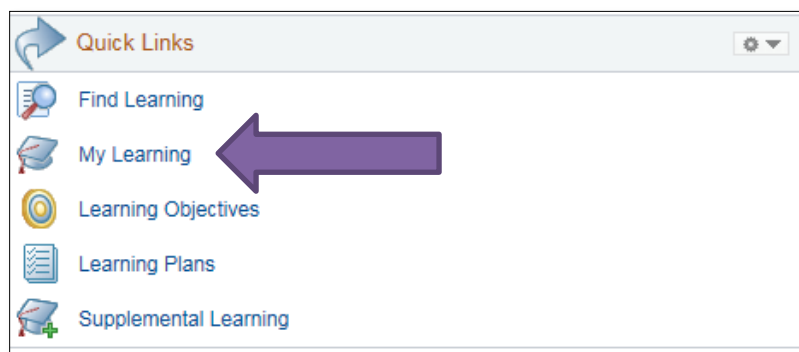 Quick Links
Find Learning
My Learning
Learning Objectives
Learning Plans
Supplemental Learning